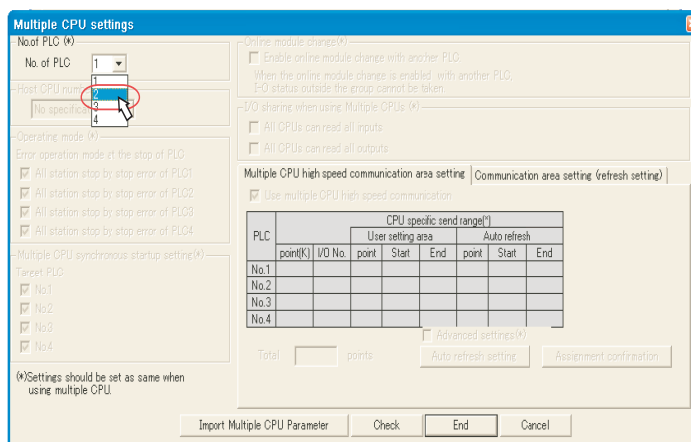 Multiple CPU settings
No.of PLC (*)
No. of PLC 1
1
2
3
4
Host CPU num
No specifica
Operating mode (*)
Error operation mode at the stop of PLC
All station stop by stop error of PLC1
All station stop by stop error of PLC2
All station stop by stop error of PLC3
All station stop by stop error of PLC4
Multiple CPU synchronous startup setting(*)
Target PLC
No.1
No.2
No.3
No.4
(*)Settings should be set as same when
using multiple CPU.
Online module change(*)
Enable online module change with another PLC.
When the online module change is enabled with another PLC,
I-O status outside the group cannot be taken.
I/O sharing when using Multiple CPUs (*)
All CPUs can read all inputs
All CPUs can read all outputs
Multiple CPU high speed communication area setting Communication area setting (refresh setting)
Use multiple CPU high speed communication
PLC CPU specific send range(*)
User setting area Auto refresh
point(K) I/O No. point Start End point Start End
No.1
No.2
No.3
No.4
Advanced settings(*)
Total points Auto refresh setting Assignment confirmation
Import Multiple CPU Parameter Check End Cancel